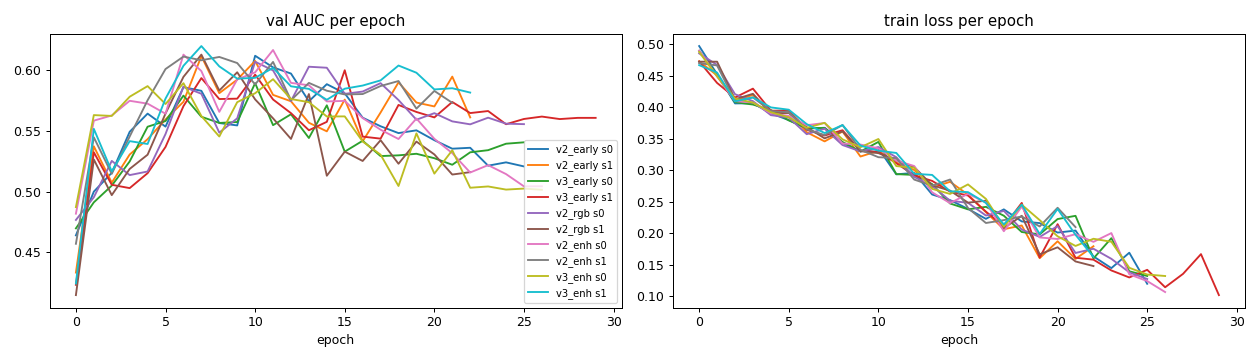 val AUC per epoch
0.60
0.55
0.50
0.45
0 5 10 15 20 25 30
epoch
v2_early s0
v2_early s1
v3_early s0
v3_early s1
v2_rgb s0
v2_rgb s1
v2_enh s0
v2_enh s1
v3_enh s0
v3_enh s1
train loss per epoch
0.50
0.45
0.40
0.35
0.30
0.25
0.20
0.15
0.10
0 5 10 15 20 25 30
epoch